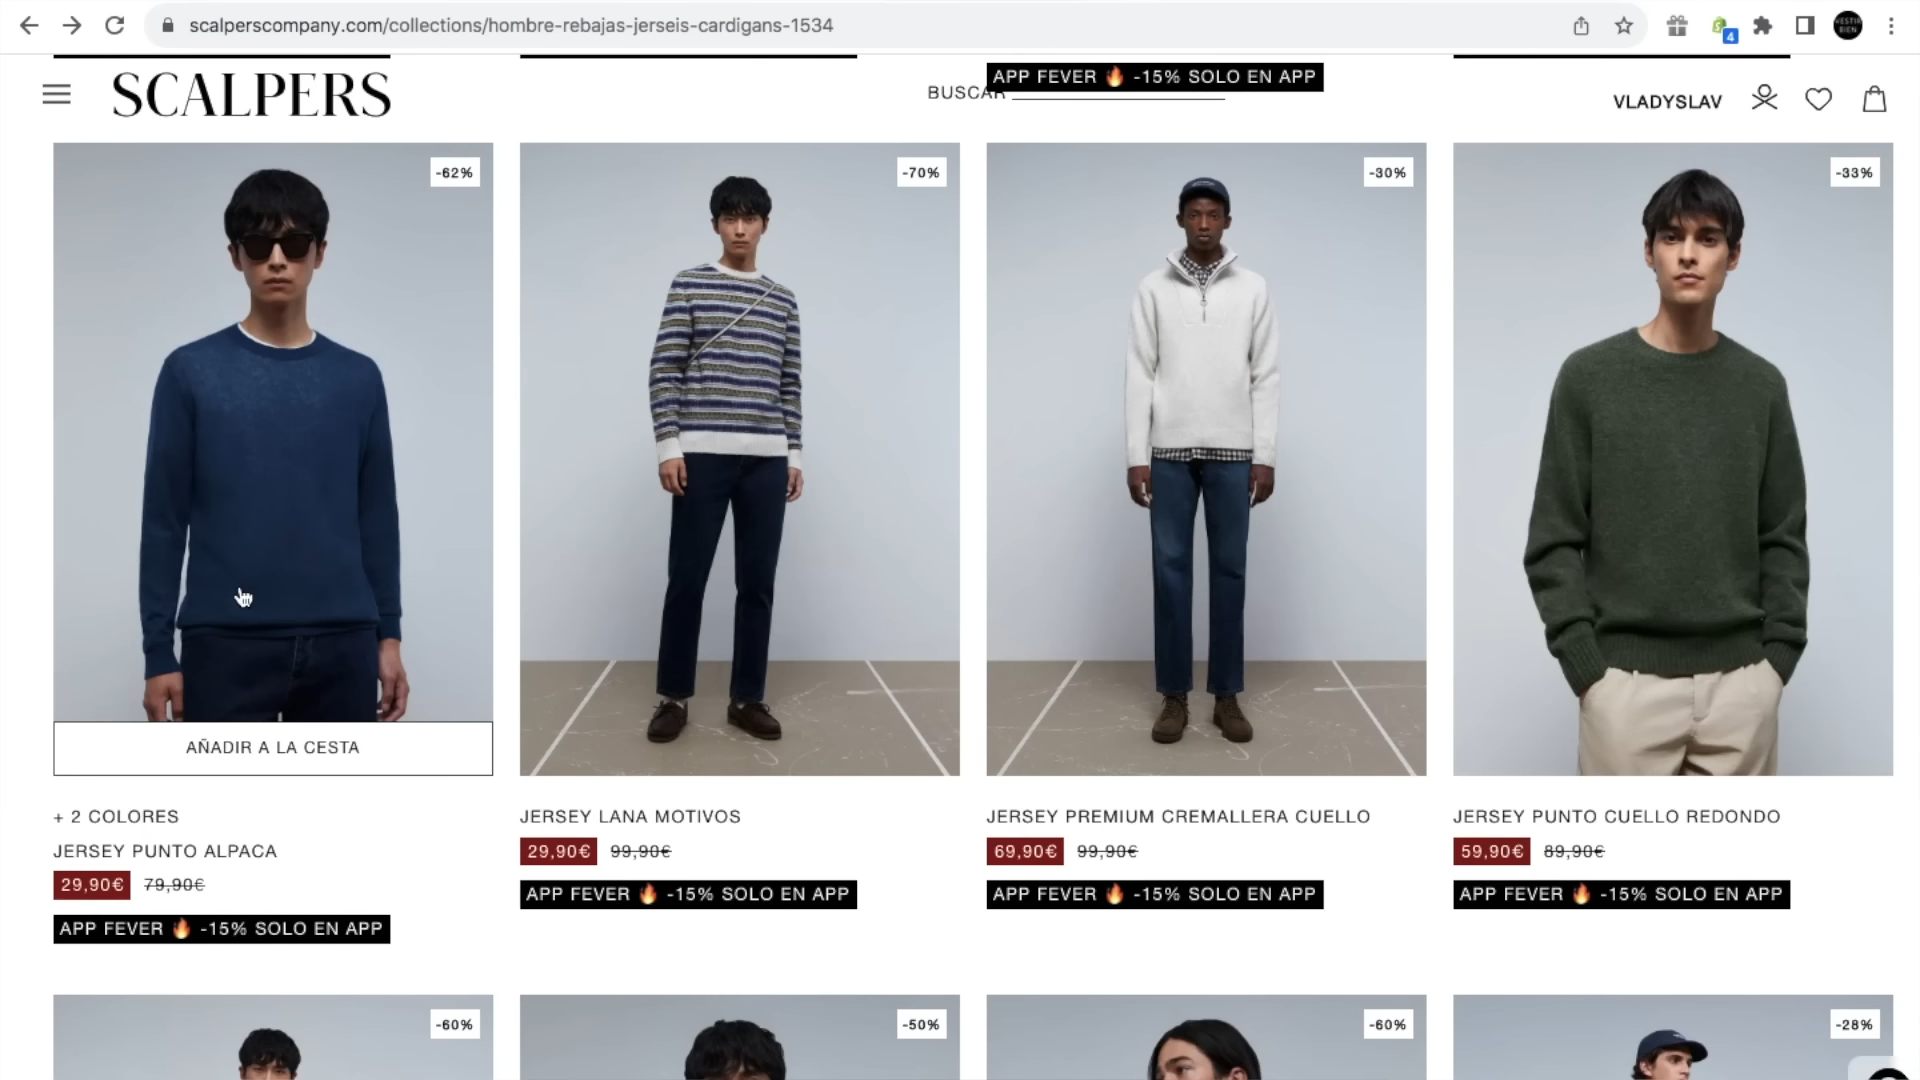 scalperscompany.com/collections/hombre-rebajas-jerseis-cardigans-1534
4
VESTIR
BIEN
SCALPERS
BUSCAR
APP FEVER 🔥 -15% SOLO EN APP
VLADYSLAV
-62%
-70%
-30%
-33%
AÑADIR A LA CESTA
+ 2 COLORES
JERSEY PUNTO ALPACA
29,90€ 79,90€
APP FEVER 🔥 -15% SOLO EN APP
JERSEY LANA MOTIVOS
29,90€ 99,90€
APP FEVER 🔥 -15% SOLO EN APP
JERSEY PREMIUM CREMALLERA CUELLO
69,90€ 99,90€
APP FEVER 🔥 -15% SOLO EN APP
JERSEY PUNTO CUELLO REDONDO
59,90€ 89,90€
APP FEVER 🔥 -15% SOLO EN APP
-60%
-50%
-60%
-28%